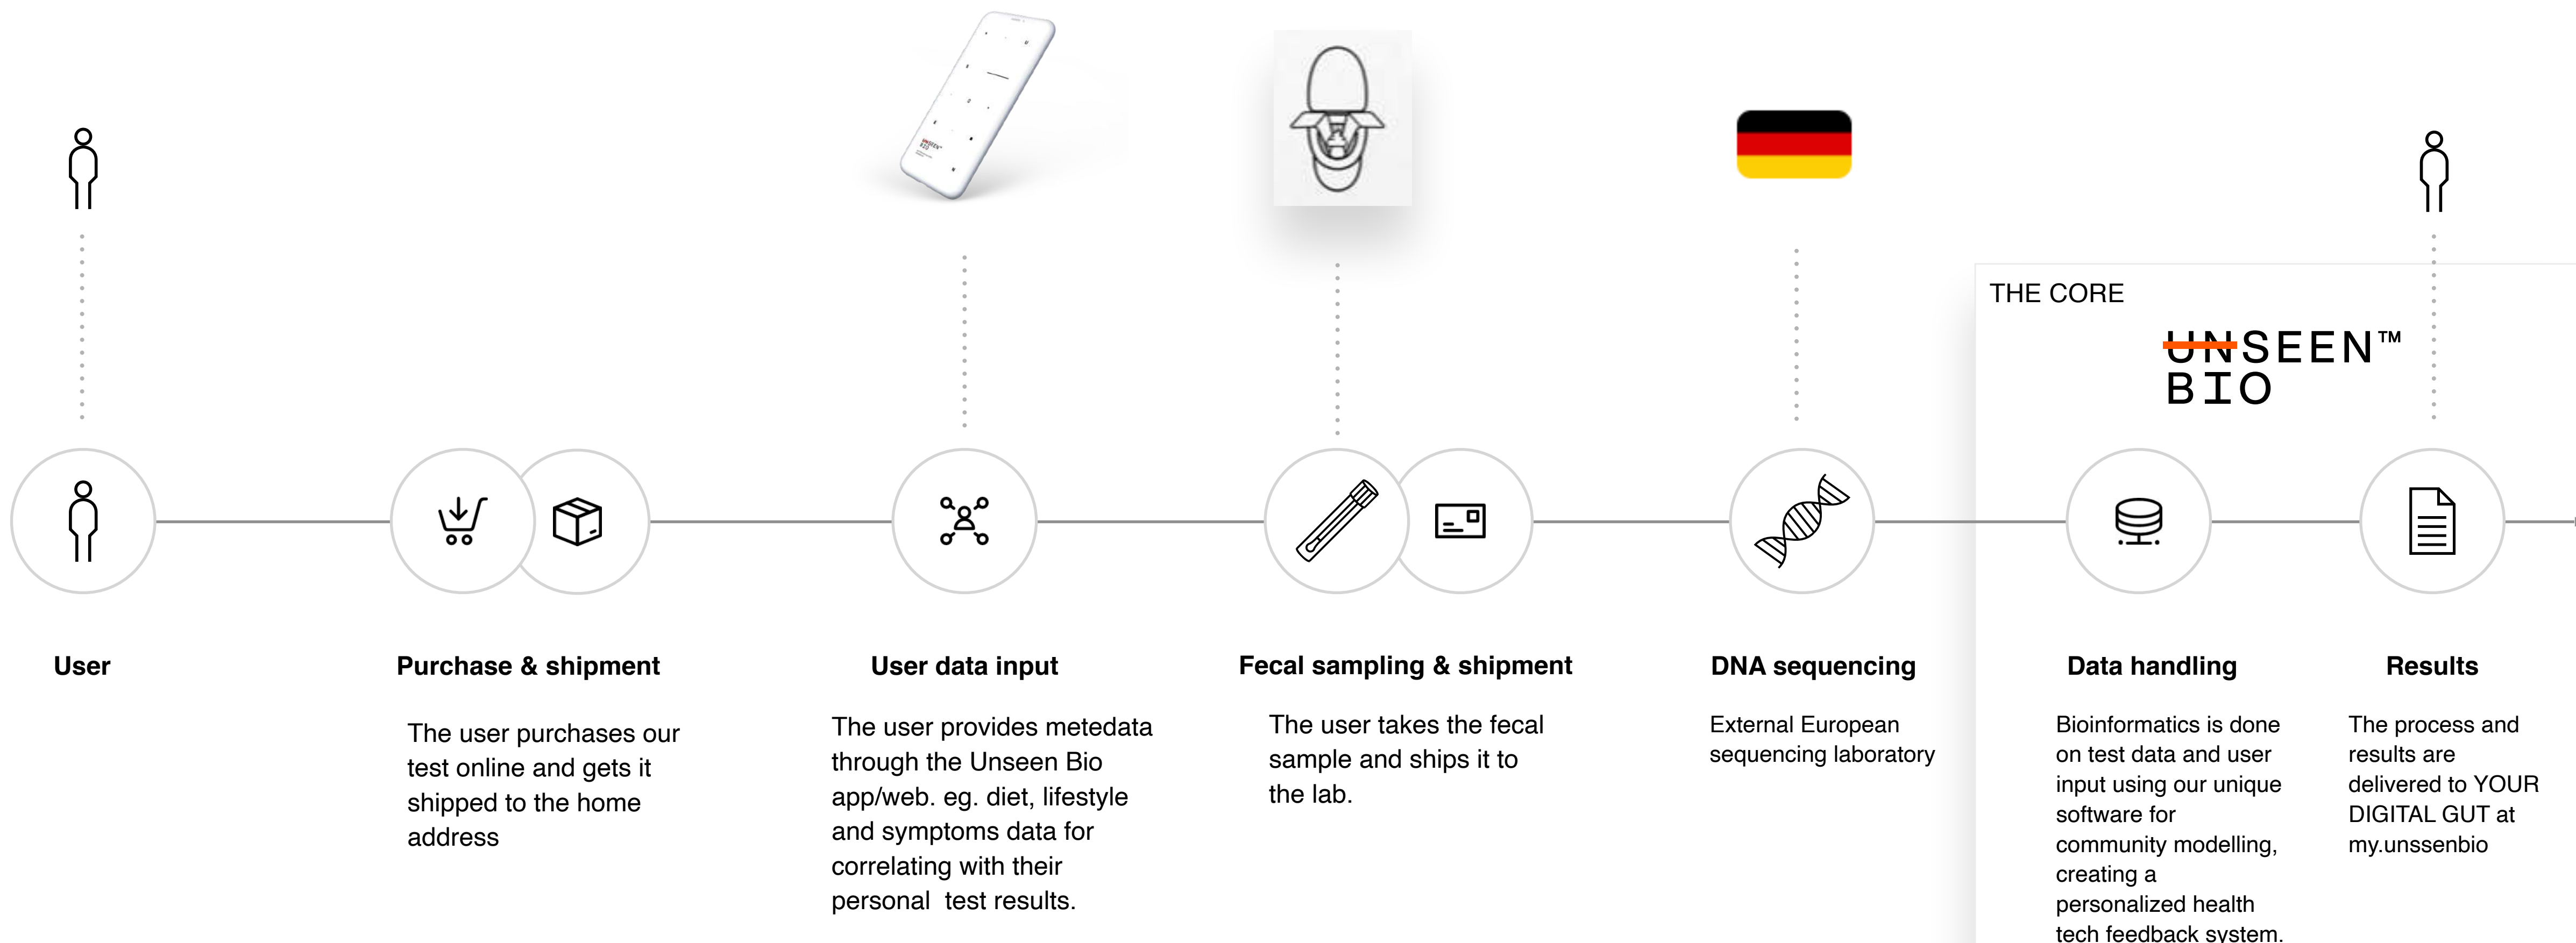 THE CORE
UNSEEN™
BIO
UNSEEN™
BIO
User
Purchase & shipment
The user purchases our
test online and gets it
shipped to the home
address
User data input
The user provides metedata
through the Unseen Bio
app/web. eg. diet, lifestyle
and symptoms data for
correlating with their
personal  test results.
Fecal sampling & shipment
The user takes the fecal
sample and ships it to
the lab.
DNA sequencing
External European
sequencing laboratory
Data handling
Bioinformatics is done
on test data and user
input using our unique
software for
community modelling,
creating a
personalized health
tech feedback system.
Results
The process and
results are
delivered to YOUR
DIGITAL GUT at
my.unssenbio